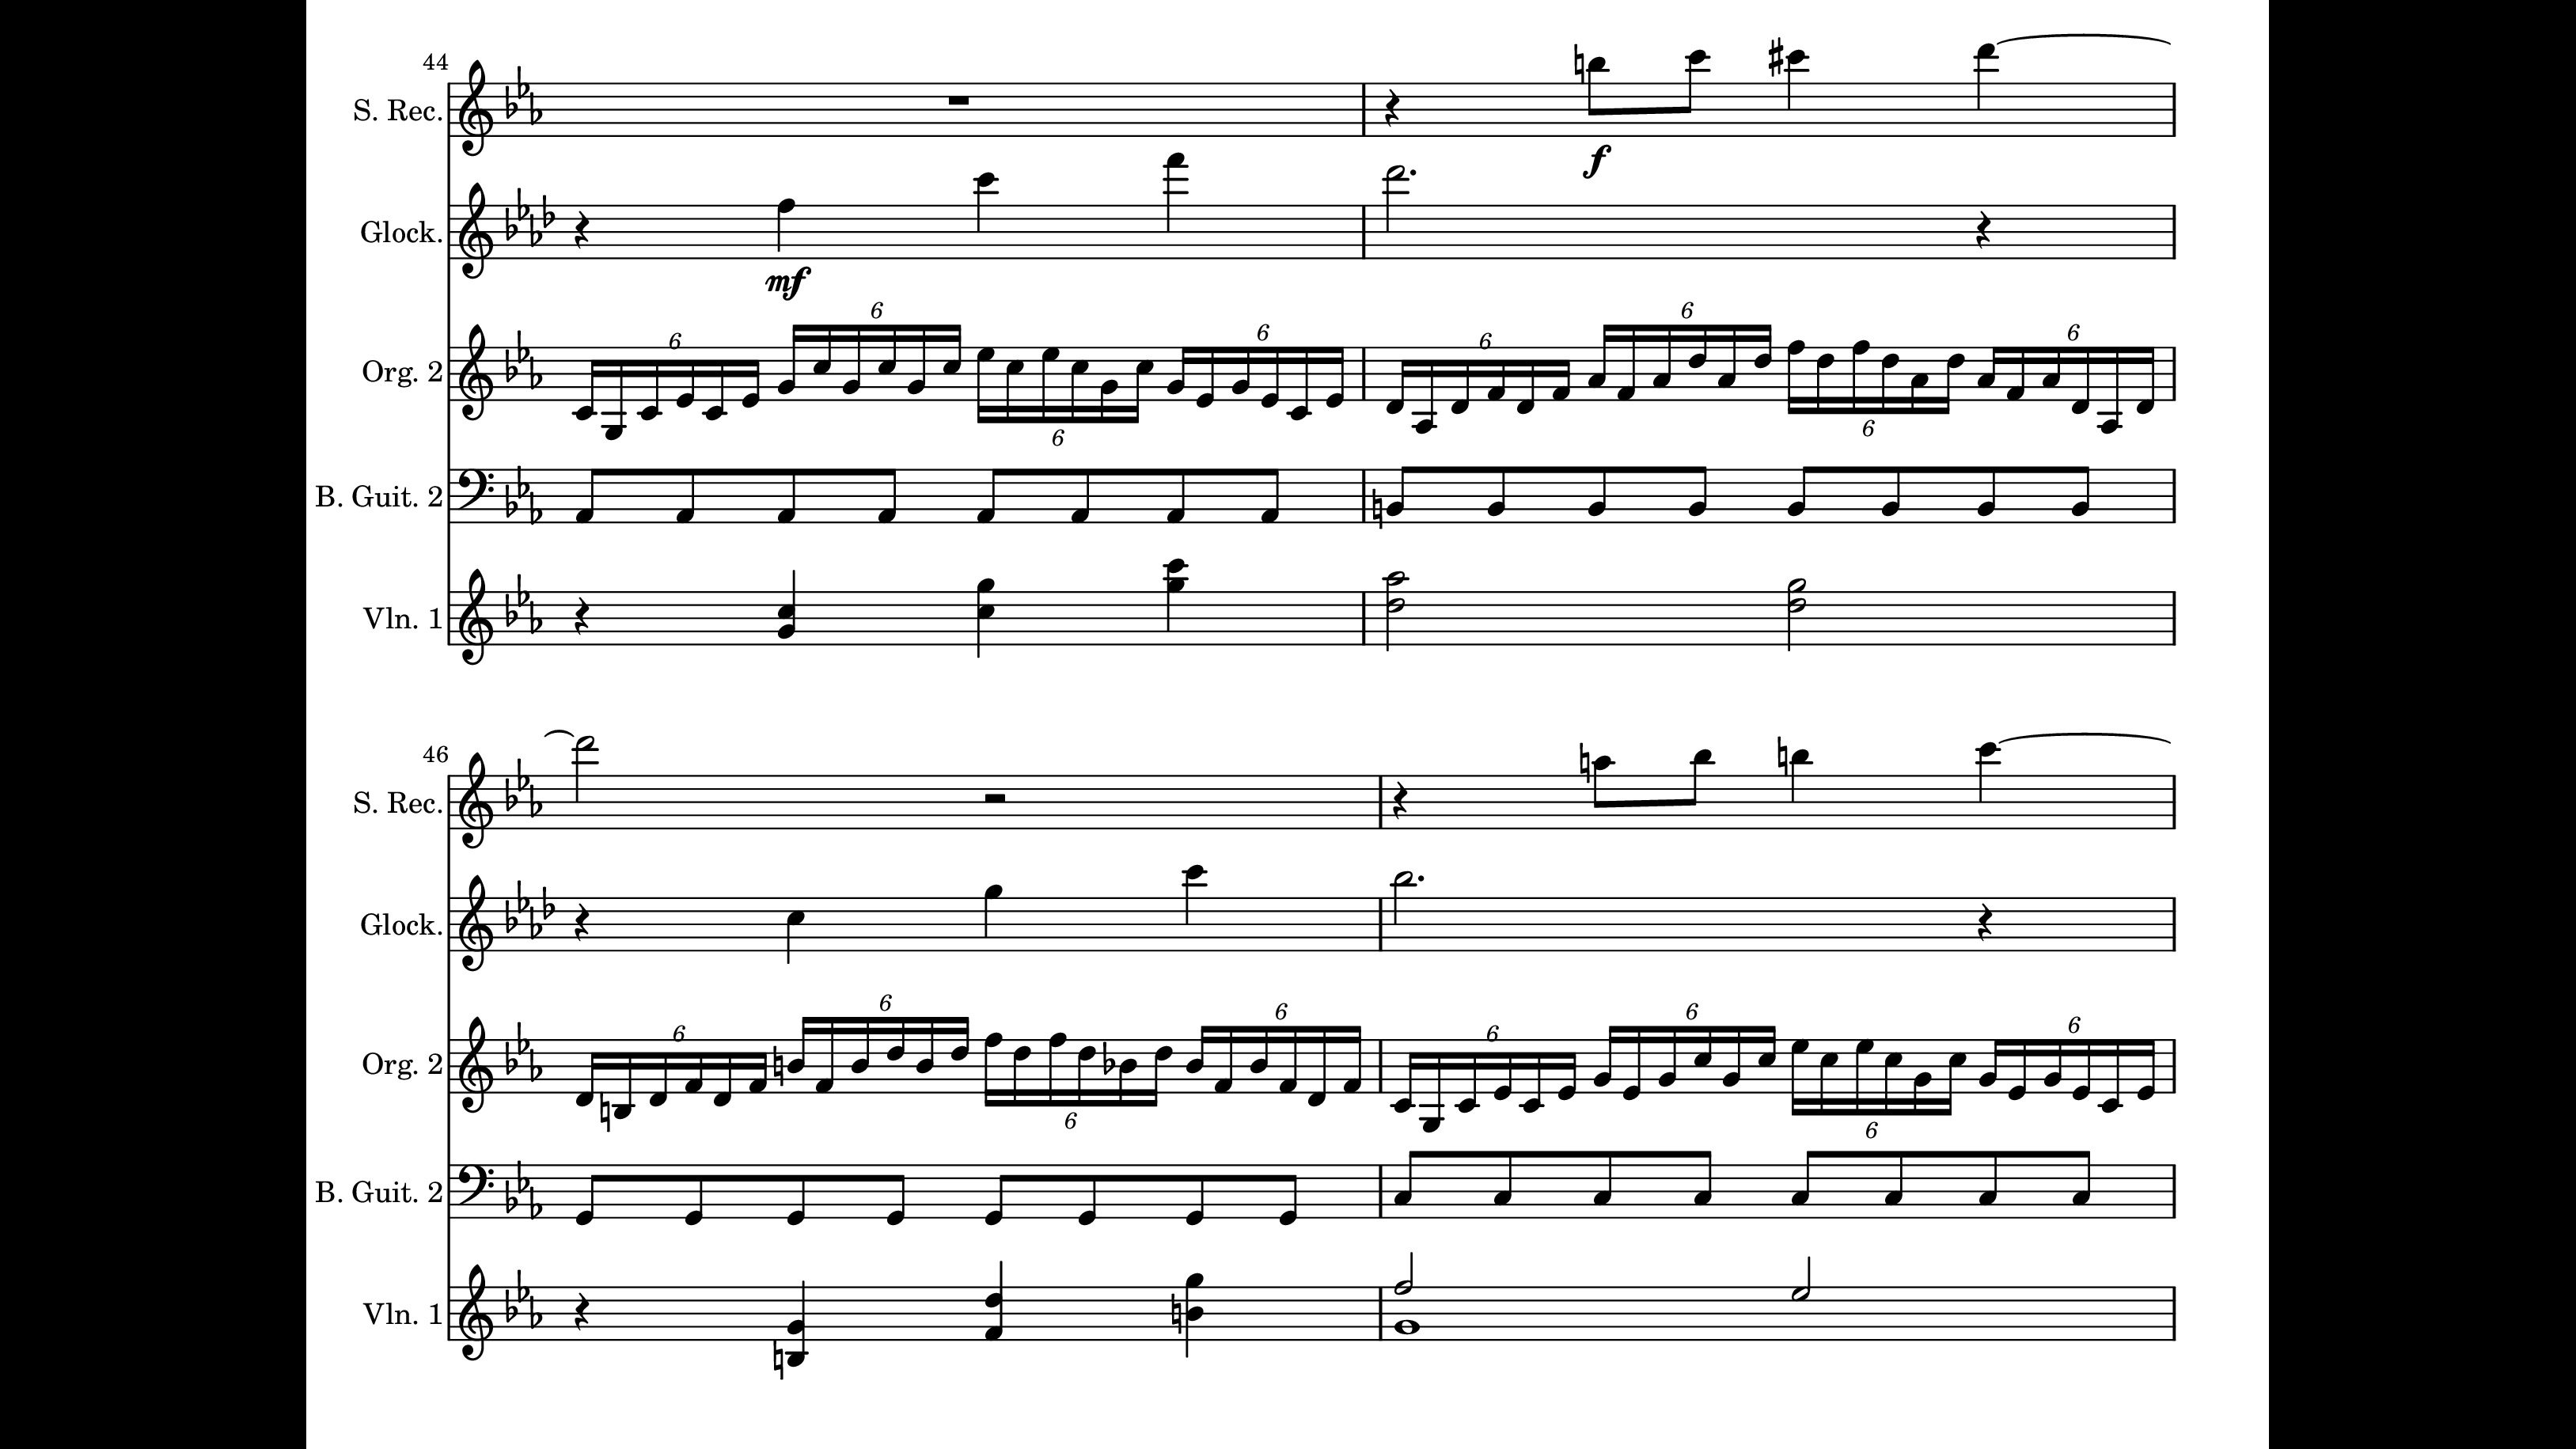 44
S. Rec.
f
Glock.
mf
6 6 6 6 6 6 6 6
Org. 2
B. Guit. 2
Vln. 1
46
S. Rec.
Glock.
6 6 6 6 6 6 6 6
Org. 2
B. Guit. 2
Vln. 1